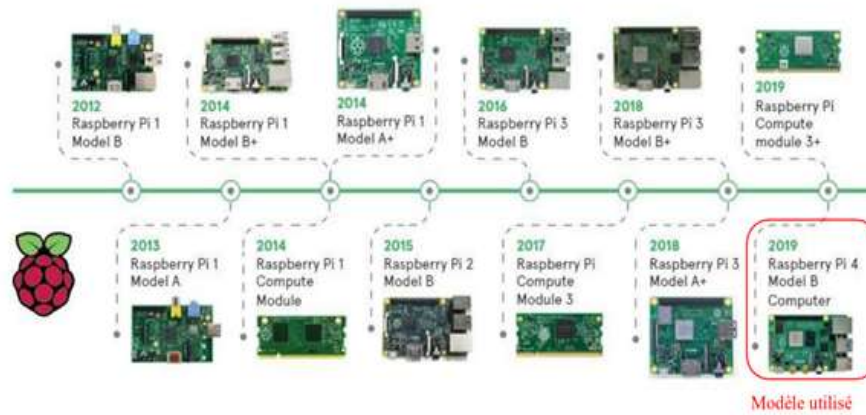 2012
Raspberry Pi 1
Model B
2014
Raspberry Pi 1
Model B+
2014
Raspberry Pi 1
Model A+
2016
Raspberry Pi 3
Model B
2018
Raspberry Pi 3
Model B+
2019
Raspberry Pi
Compute
module 3+
2013
Raspberry Pi 1
Model A
2014
Raspberry Pi 1
Compute
Module
2015
Raspberry Pi 2
Model B
2017
Raspberry Pi
Compute
Module 3
2018
Raspberry Pi 3
Model A+
2019
Raspberry Pi 4
Model B
Computer
Modèle utilisé